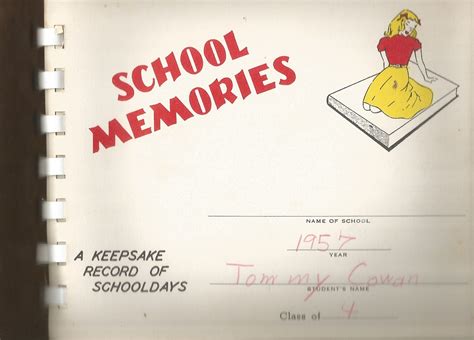 SCHOOL
MEMORIES
NAME OF SCHOOL
1957
YEAR
A KEEPSAKE
RECORD OF
SCHOOLDAYS
Tommy Cowan
STUDENT'S NAME
Class of 4